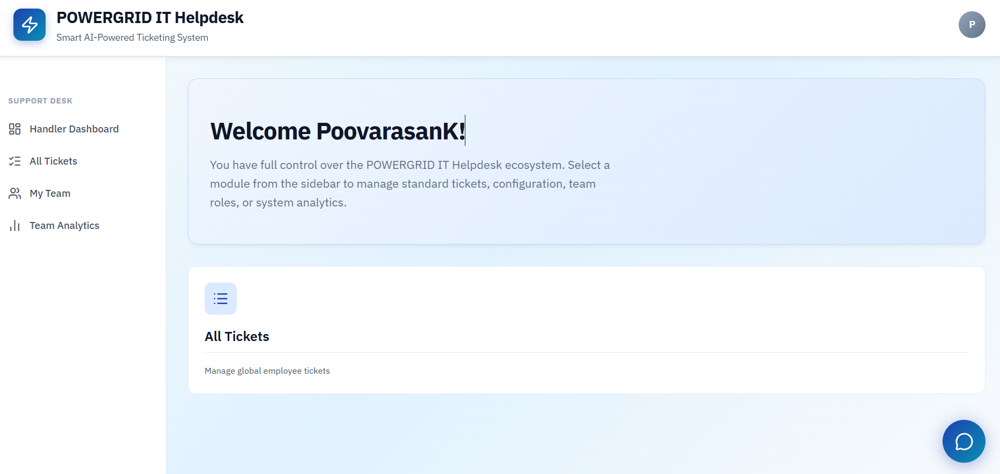 POWERGRID IT Helpdesk
Smart AI-Powered Ticketing System
P
SUPPORT DESK
Handler Dashboard
All Tickets
My Team
Team Analytics
Welcome PoovarasanK!
You have full control over the POWERGRID IT Helpdesk ecosystem. Select a
module from the sidebar to manage standard tickets, configuration, team
roles, or system analytics.
All Tickets
Manage global employee tickets